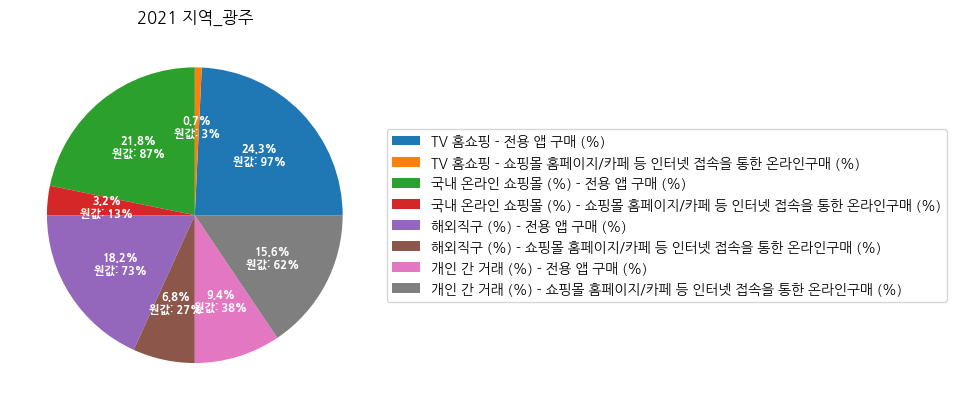 2021 지역_광주
0.7%
원값: 3%
24.3%
원값: 97%
21.8%
원값: 87%
3.2%
원값: 13%
18.2%
원값: 73%
6.8%
원값: 27%
9.4%
원값: 38%
15.6%
원값: 62%
TV 홈쇼핑 - 전용 앱 구매 (%)
TV 홈쇼핑 - 쇼핑몰 홈페이지/카페 등 인터넷 접속을 통한 온라인구매 (%)
국내 온라인 쇼핑몰 (%) - 전용 앱 구매 (%)
국내 온라인 쇼핑몰 (%) - 쇼핑몰 홈페이지/카페 등 인터넷 접속을 통한 온라인구매 (%)
해외직구 (%) - 전용 앱 구매 (%)
해외직구 (%) - 쇼핑몰 홈페이지/카페 등 인터넷 접속을 통한 온라인구매 (%)
개인 간 거래 (%) - 전용 앱 구매 (%)
개인 간 거래 (%) - 쇼핑몰 홈페이지/카페 등 인터넷 접속을 통한 온라인구매 (%)